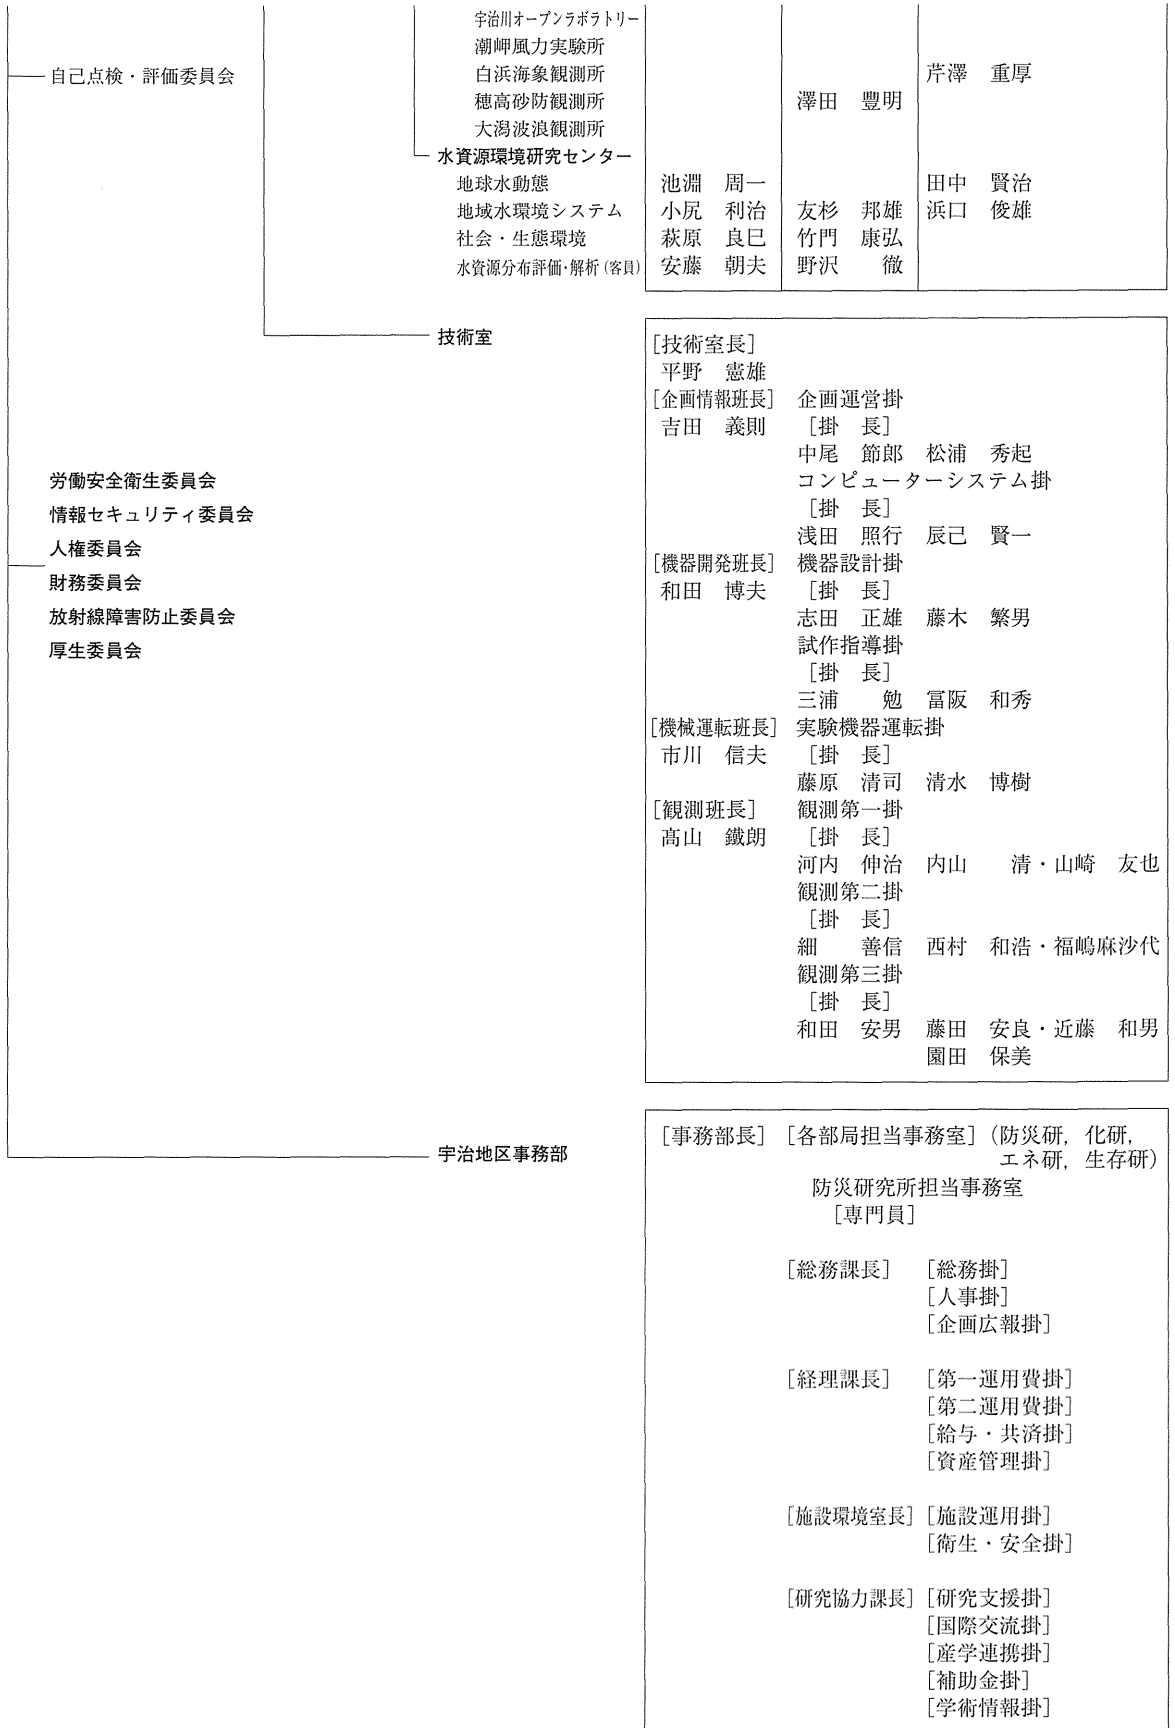 宇治川オープンラボラトリー
潮岬風力実験所
自己点検・評価委員会 白浜海象観測所 芹澤 重厚
穂高砂防観測所 澤田 豊明
大潟波浪観測所
水資源環境研究センター
地球水動態 池淵 周一 田中 賢治
地域水環境システム 小尻 利治 友杉 邦雄 浜口 俊雄
社会・生態環境 萩原 良巳 竹門 康弘
水資源分布評価・解析(客員) 安藤 朝夫 野沢 徹
技術室
[技術室長]
平野 憲雄
[企画情報班長] 企画運営掛
吉田 義則 [掛 長]
中尾 節郎 松浦 秀起
コンピューターシステム掛
[掛 長]
浅田 照行 辰己 賢一
[機器開発班長] 機器設計掛
和田 博夫 [掛 長]
志田 正雄 藤木 繁男
試作指導掛
[掛 長]
三浦 勉 冨阪 和秀
[機械運転班長] 実験機器運転掛
市川 信夫 [掛 長]
藤原 清司 清水 博樹
[観測班長] 観測第一掛
髙山 鐵朗 [掛 長]
河内 伸治 内山 清・山崎 友也
観測第二掛
[掛 長]
細 善信 西村 和浩・福嶋麻沙代
観測第三掛
[掛 長]
和田 安男 藤田 安良・近藤 和男
園田 保美
労働安全衛生委員会
情報セキュリティ委員会
人権委員会
財務委員会
放射線障害防止委員会
厚生委員会
宇治地区事務部
[事務部長] [各部局担当事務室](防災研,化研,
エネ研,生存研)
防災研究所担当事務室
[専門員]
[総務課長] [総務掛]
[人事掛]
[企画広報掛]
[経理課長] [第一運用費掛]
[第二運用費掛]
[給与・共済掛]
[資産管理掛]
[施設環境室長] [施設運用掛]
[衛生・安全掛]
[研究協力課長] [研究支援掛]
[国際交流掛]
[産学連携掛]
[補助金掛]
[学術情報掛]